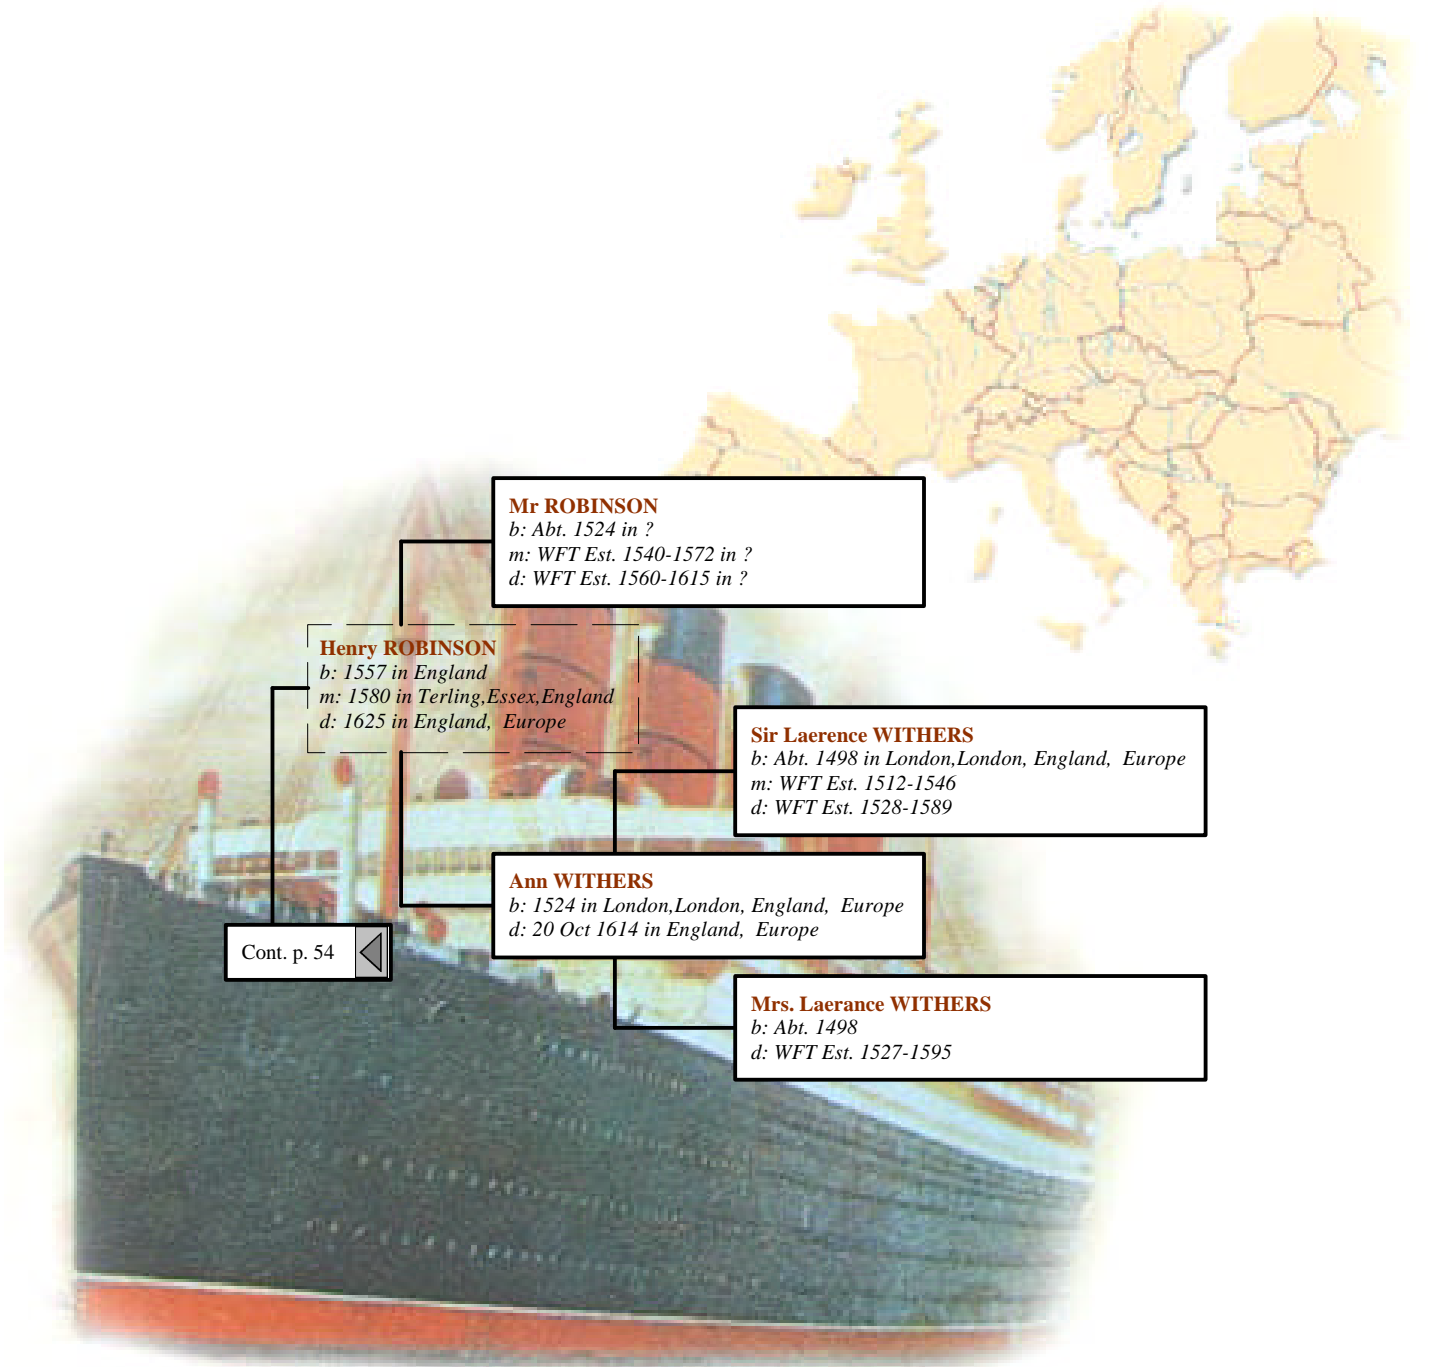 Mr ROBINSON
b: Abt. 1524 in ?
m: WFT Est. 1540-1572 in ?
d: WFT Est. 1560-1615 in ?
Henry ROBINSON
b: 1557 in England
m: 1580 in Terling,Essex,England
d: 1625 in England, Europe
Sir Laerence WITHERS
b: Abt. 1498 in London,London, England, Europe
m: WFT Est. 1512-1546
d: WFT Est. 1528-1589
Ann WITHERS
b: 1524 in London,London, England, Europe
d: 20 Oct 1614 in England, Europe
Cont. p. 54
Mrs. Laerance WITHERS
b: Abt. 1498
d: WFT Est. 1527-1595